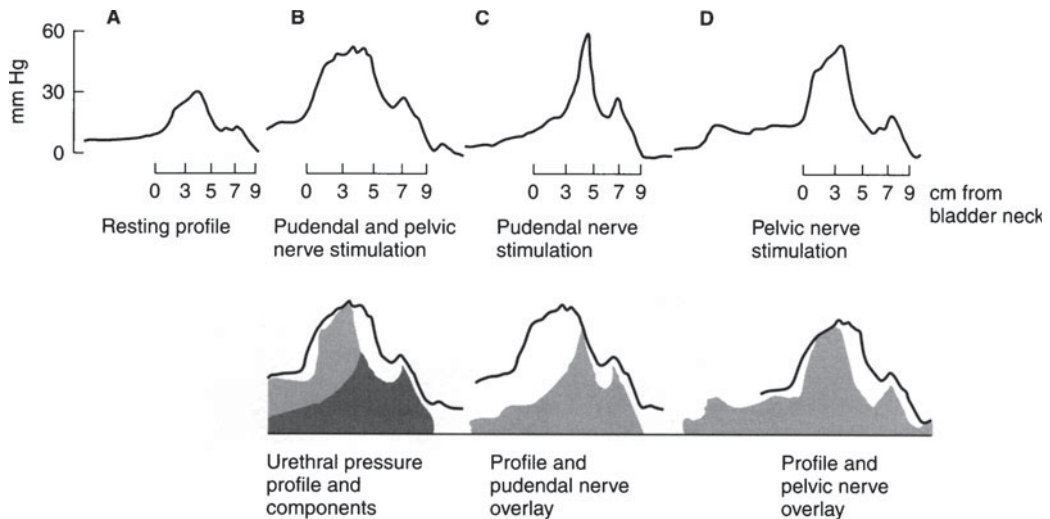 A
B
C
D
60
30
0
mm Hg
0 3 5 7 9
0 3 5 9
0 3 5 7 9
0 3 5 7 9
cm from
bladder neck
Resting profile
Pudendal and pelvic
nerve stimulation
Pudendal nerve
stimulation
Pelvic nerve
stimulation
Urethral pressure
profile and
components
Profile and
pudendal nerve
overlay
Profile and
pelvic nerve
overlay